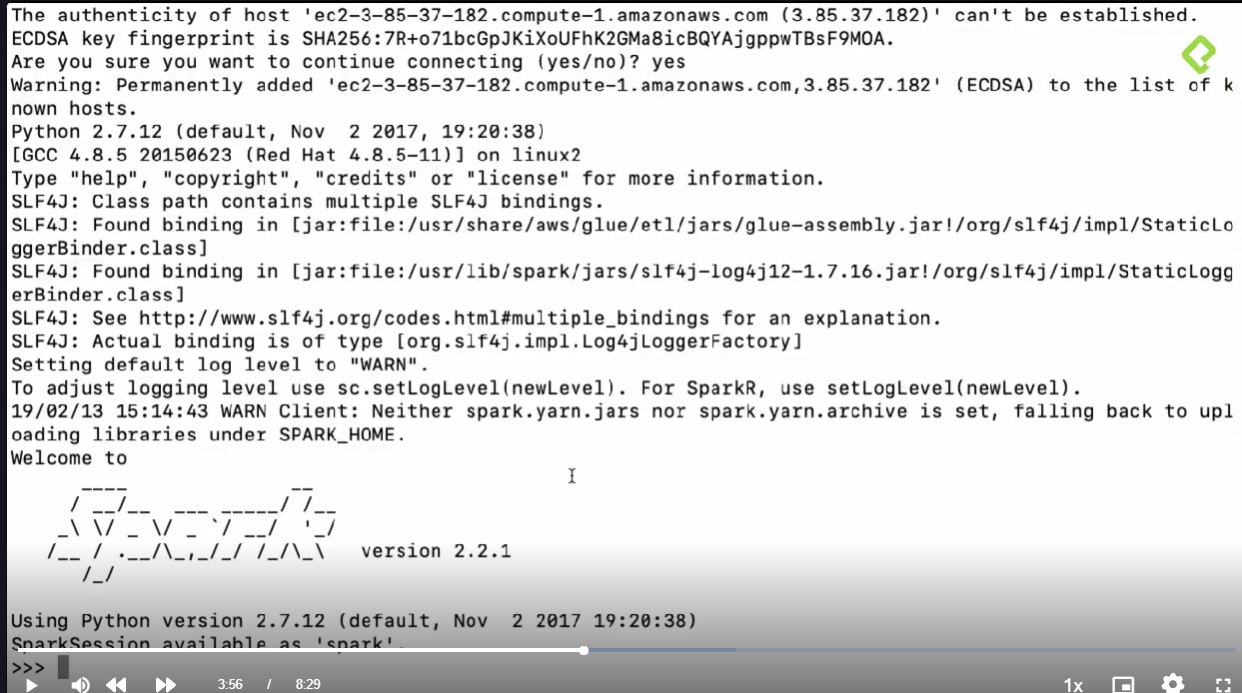 The authenticity of host 'ec2-3-85-37-182.compute-1.amazonaws.com (3.85.37.182)' can't be established.
ECDSA key fingerprint is SHA256:7R+o71bcGpJKiXoUFhK2GMa8icBQYAjgppwTBsF9MOA.
Are you sure you want to continue connecting (yes/no)? yes
Warning: Permanently added 'ec2-3-85-37-182.compute-1.amazonaws.com,3.85.37.182' (ECDSA) to the list of k
nown hosts.
Python 2.7.12 (default, Nov  2 2017, 19:20:38)
[GCC 4.8.5 20150623 (Red Hat 4.8.5-11)] on linux2
Type "help", "copyright", "credits" or "license" for more information.
SLF4J: Class path contains multiple SLF4J bindings.
SLF4J: Found binding in [jar:file:/usr/share/aws/glue/etl/jars/glue-assembly.jar!/org/slf4j/impl/StaticLo
ggerBinder.class]
SLF4J: Found binding in [jar:file:/usr/lib/spark/jars/slf4j-log4j12-1.7.16.jar!/org/slf4j/impl/StaticLogg
erBinder.class]
SLF4J: See http://www.slf4j.org/codes.html#multiple_bindings for an explanation.
SLF4J: Actual binding is of type [org.slf4j.impl.Log4jLoggerFactory]
Setting default log level to "WARN".
To adjust logging level use sc.setLogLevel(newLevel). For SparkR, use setLogLevel(newLevel).
19/02/13 15:14:43 WARN Client: Neither spark.yarn.jars nor spark.yarn.archive is set, falling back to upl
oading libraries under SPARK_HOME.
Welcome to
      ____              __
     / __/__  ___ _____/ /__
    _\ \/ _ \/ _ `/ __/  '_/
   /__ / .__/\_,_/_/ /_/\_\   version 2.2.1
      /_/
Using Python version 2.7.12 (default, Nov  2 2017 19:20:38)
SparkSession available as 'spark'.
>>>
3:56 / 8:29
1x